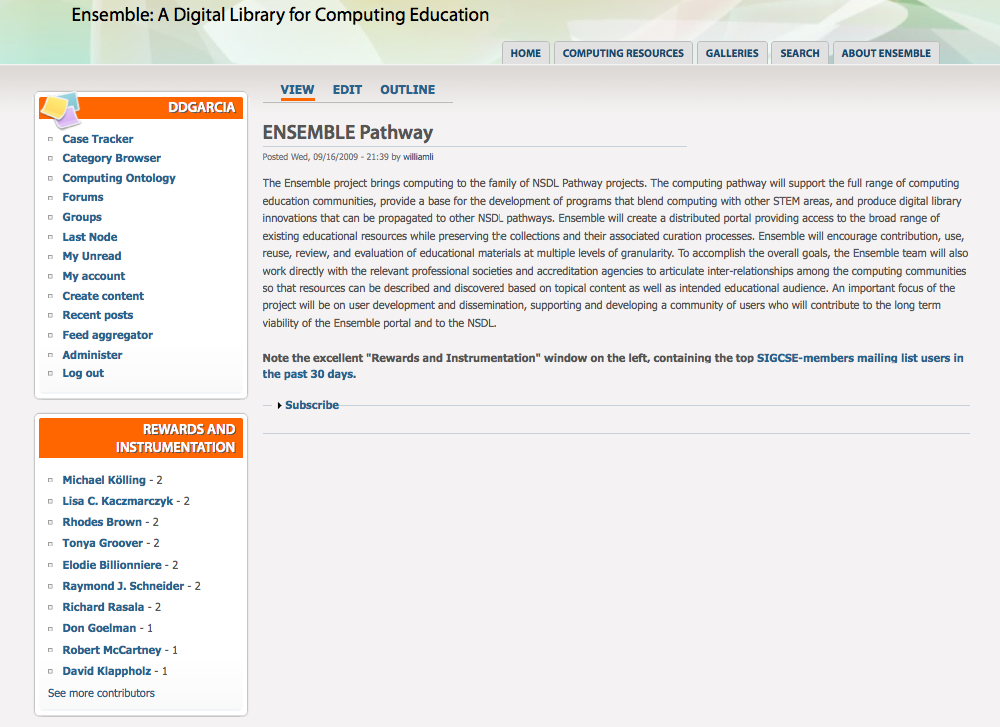 Ensemble: A Digital Library for Computing Education
HOME
COMPUTING RESOURCES
GALLERIES
SEARCH
ABOUT ENSEMBLE
DDGARCIA
Case Tracker
Category Browser
Computing Ontology
Forums
Groups
Last Node
My Unread
My account
Create content
Recent posts
Feed aggregator
Administer
Log out
REWARDS AND
INSTRUMENTATION
Michael Kölling - 2
Lisa C. Kaczmarczyk - 2
Rhodes Brown - 2
Tonya Groover - 2
Elodie Billionniere - 2
Raymond J. Schneider - 2
Richard Rasala - 2
Don Goelman - 1
Robert McCartney - 1
David Klappholz - 1
See more contributors
VIEW
EDIT
OUTLINE
ENSEMBLE Pathway
Posted Wed, 09/16/2009 - 21:39 by williamli
The Ensemble project brings computing to the family of NSDL Pathway projects. The computing pathway will support the full range of computing
education communities, provide a base for the development of programs that blend computing with other STEM areas, and produce digital library
innovations that can be propagated to other NSDL pathways. Ensemble will create a distributed portal providing access to the broad range of
existing educational resources while preserving the collections and their associated curation processes. Ensemble will encourage contribution, use,
reuse, review, and evaluation of educational materials at multiple levels of granularity. To accomplish the overall goals, the Ensemble team will also
work directly with the relevant professional societies and accreditation agencies to articulate inter-relationships among the computing communities
so that resources can be described and discovered based on topical content as well as intended educational audience. An important focus of the
project will be on user development and dissemination, supporting and developing a community of users who will contribute to the long term
viability of the Ensemble portal and to the NSDL.
Note the excellent "Rewards and Instrumentation" window on the left, containing the top SIGCSE-members mailing list users in
the past 30 days.
Subscribe